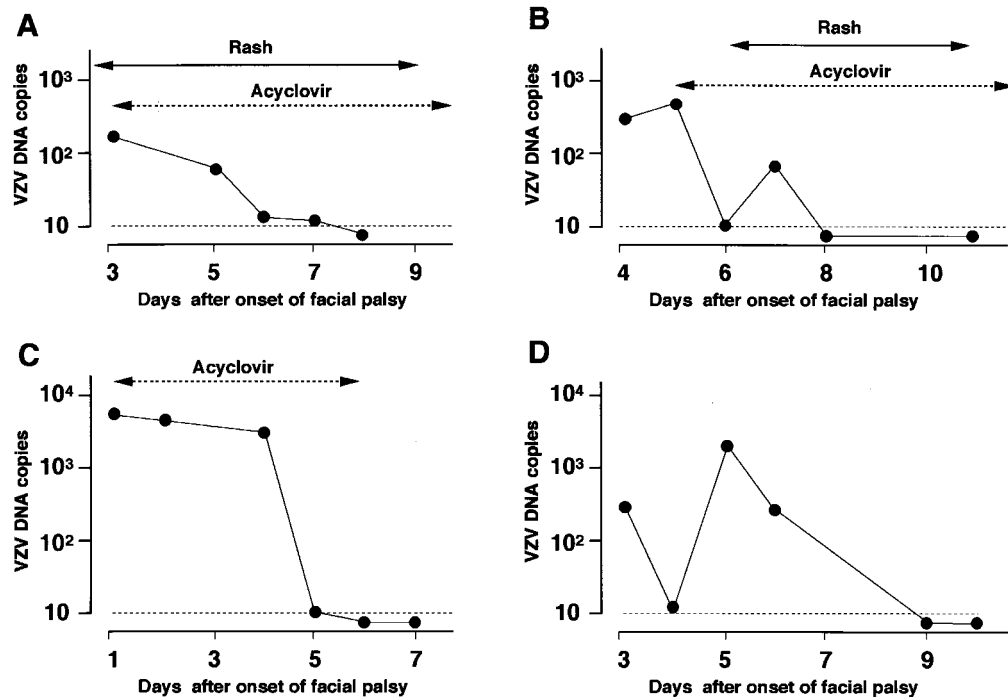 A
Rash
Acyclovir
VZV DNA copies
10³
10²
10
3 5 7 9
Days after onset of facial palsy
B
Rash
Acyclovir
VZV DNA copies
10³
10²
10
4 6 8 10
Days after onset of facial palsy
C
Acyclovir
VZV DNA copies
10⁴
10³
10²
10
1 3 5 7
Days after onset of facial palsy
D
VZV DNA copies
10⁴
10³
10²
10
3 5 7 9
Days after onset of facial palsy